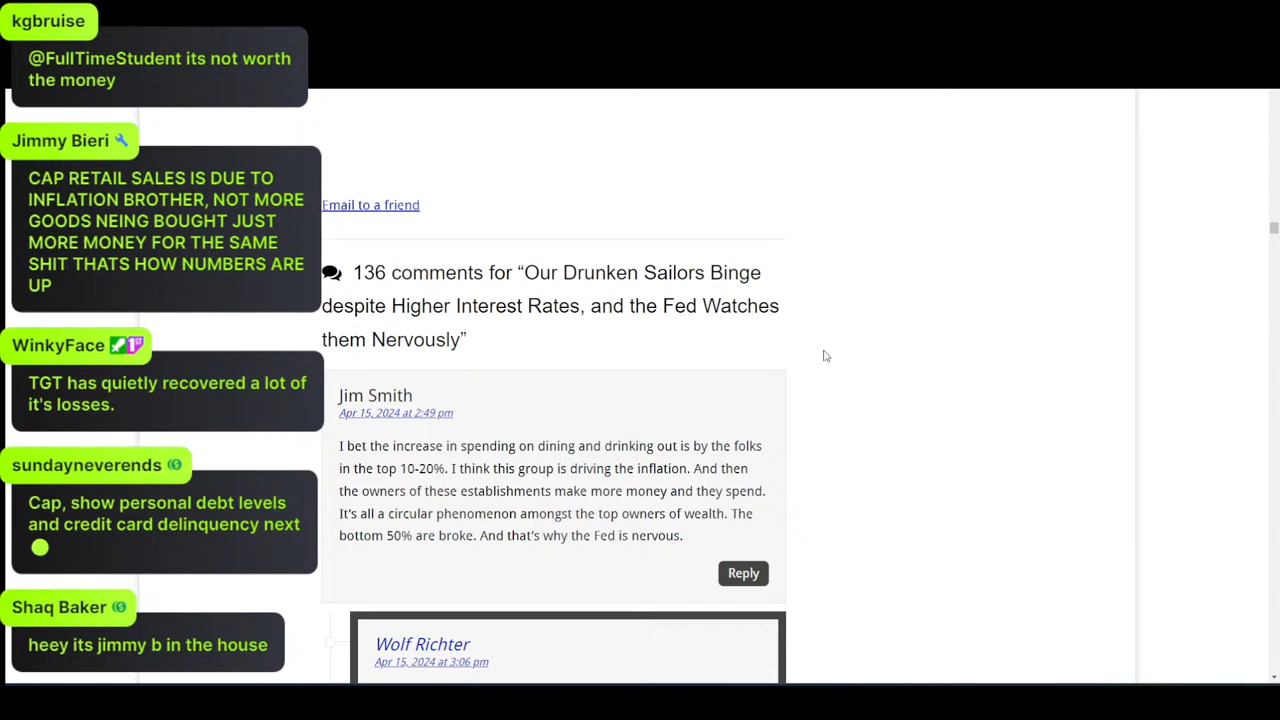 kgbruise
@FullTimeStudent its not worth
the money
Jimmy Bieri
CAP RETAIL SALES IS DUE TO
INFLATION BROTHER, NOT MORE
GOODS NEING BOUGHT JUST
MORE MONEY FOR THE SAME
SHIT THATS HOW NUMBERS ARE
UP
WinkyFace
TGT has quietly recovered a lot of
it's losses.
sundayneverends
Cap, show personal debt levels
and credit card delinquency next
Shaq Baker
heey its jimmy b in the house
Email to a friend
136 comments for “Our Drunken Sailors Binge
despite Higher Interest Rates, and the Fed Watches
them Nervously”
Jim Smith
Apr 15, 2024 at 2:49 pm
I bet the increase in spending on dining and drinking out is by the folks
in the top 10-20%. I think this group is driving the inflation. And then
the owners of these establishments make more money and they spend.
It’s all a circular phenomenon amongst the top owners of wealth. The
bottom 50% are broke. And that’s why the Fed is nervous.
Reply
Wolf Richter
Apr 15, 2024 at 3:06 pm